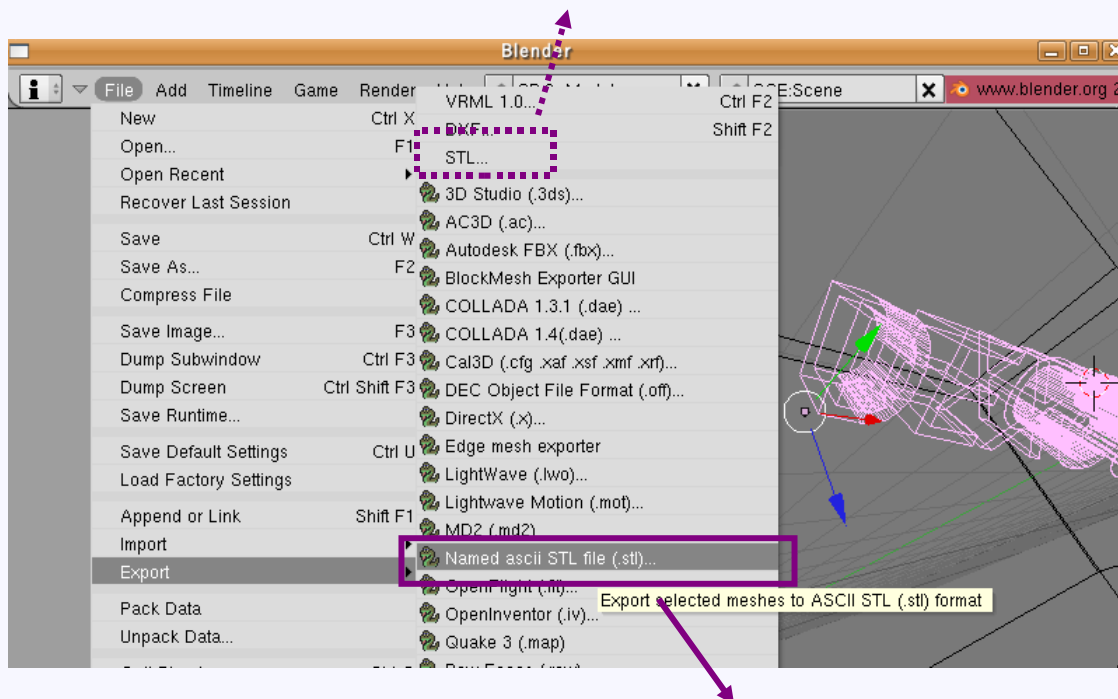 Blender
File Add Timeline Game Render SCE:Scene www.blender.org
New Ctrl X
Open... F1
Open Recent
Recover Last Session
Save Ctrl W
Save As... F2
Compress File
Save Image... F3
Dump Subwindow Ctrl F3
Dump Screen Ctrl Shift F3
Save Runtime...
Save Default Settings Ctrl U
Load Factory Settings
Append or Link Shift F1
Import
Export
Pack Data
Unpack Data...
VRML 1.0... Ctrl F2
DXF... Shift F2
STL...
3D Studio (.3ds)...
AC3D (.ac)...
Autodesk FBX (.fbx)...
BlockMesh Exporter GUI
COLLADA 1.3.1 (.dae) ...
COLLADA 1.4(.dae) ...
Cal3D (.cfg .xaf .xsf .xmf .xrf)...
DEC Object File Format (.off)...
DirectX (.x)...
Edge mesh exporter
LightWave (.lwo)...
Lightwave Motion (.mot)...
MD2 (.md2)
Named ascii STL file (.stl)...
OpenFlight (.flt)...
Export selected meshes to ASCII STL (.stl) format
OpenInventor (.iv)...
Quake 3 (.map)